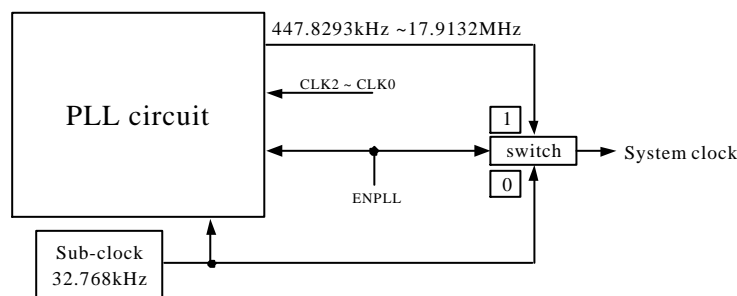 447.8293kHz ~17.9132MHz
CLK2 ~ CLK0
PLL circuit
1
switch
System clock
0
ENPLL
Sub-clock
32.768kHz